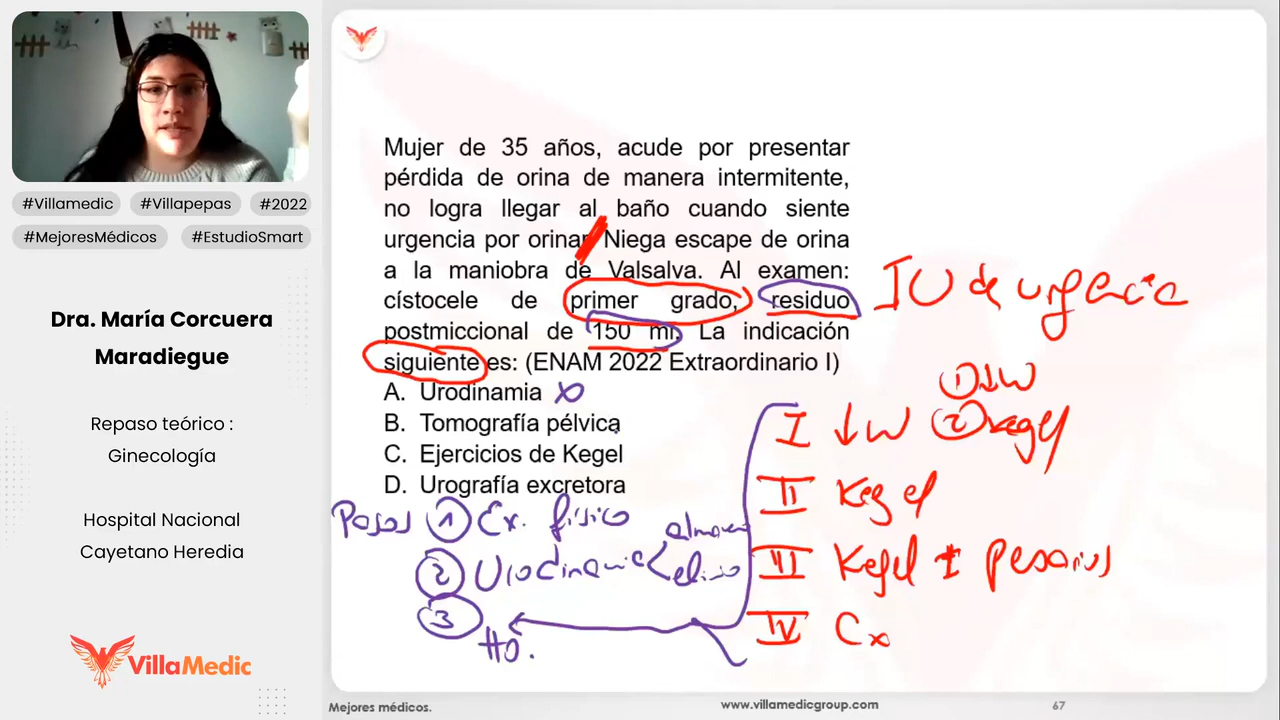 #Villamedic #Villapepas #2022
#MejoresMédicos #EstudioSmart
Dra. María Corcuera
Maradiegue
Repaso teórico :
Ginecología
Hospital Nacional
Cayetano Heredia
VillaMedic
Mujer de 35 años, acude por presentar
pérdida de orina de manera intermitente,
no logra llegar al baño cuando siente
urgencia por orinar. Niega escape de orina
a la maniobra de Valsalva. Al examen:
cístocele de primer grado, residuo
postmiccional de 150 ml. La indicación
siguiente es: (ENAM 2022 Extraordinario I)
A. Urodinamia
B. Tomografía pélvica
C. Ejercicios de Kegel
D. Urografía excretora
IU de urgencia
① ↓W
I ↓W ② Kegel
II Kegel
III Kegel ± pesarios
IV Cx
Pasos ① Ex. físico
② Urodinamia
③
Mejores médicos.
www.villamedicgroup.com
67